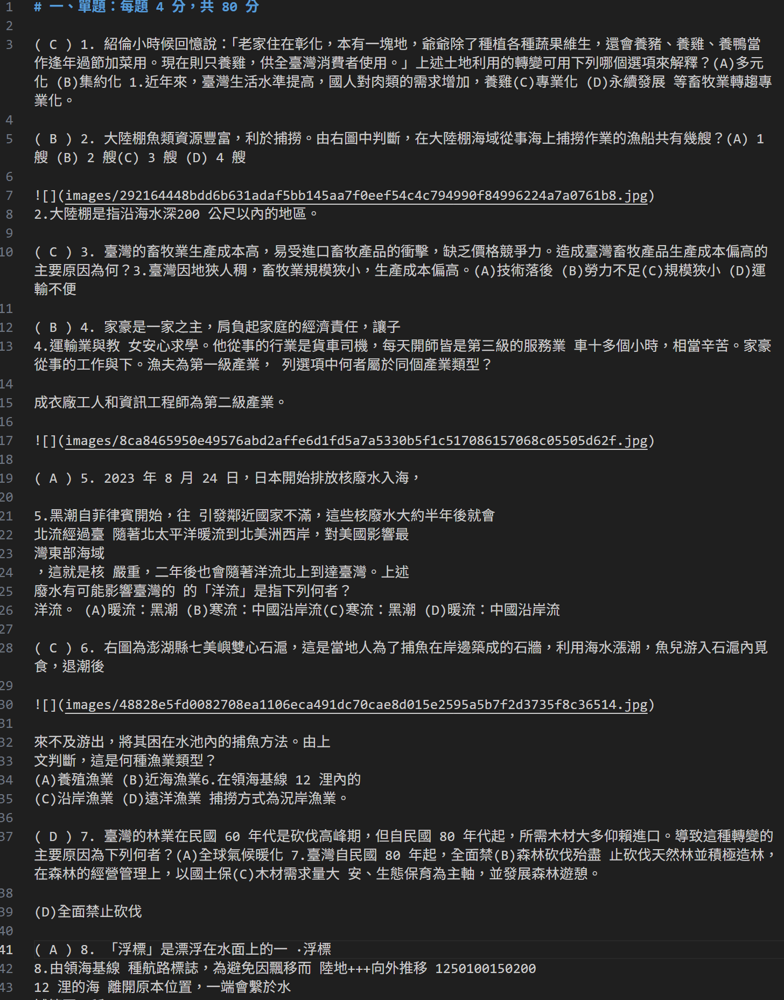 1 # 一、單題：每題 4 分，共 80 分
2
3 ( C ) 1. 紹倫小時候回憶說：「老家住在彰化，本有一塊地，爺爺除了種植各種蔬果維生，還會養豬、養雞、養鴨當
作逢年過節加菜用。現在則只養雞，供全臺灣消費者使用。」上述土地利用的轉變可用下列哪個選項來解釋？(A)多元
化 (B)集約化 1.近年來，臺灣生活水準提高，國人對肉類的需求增加，養雞(C)專業化 (D)永續發展 等畜牧業轉趨專
業化。
4
5 ( B ) 2. 大陸棚魚類資源豐富，利於捕撈。由右圖中判斷，在大陸棚海域從事海上捕撈作業的漁船共有幾艘？(A) 1
艘 (B) 2 艘(C) 3 艘 (D) 4 艘
6
7 ![](images/292164448bdd6b631adaf5bb145aa7f0eef54c4c794990f84996224a7a0761b8.jpg)
8 2.大陸棚是指沿海水深200 公尺以內的地區。
9
10 ( C ) 3. 臺灣的畜牧業生產成本高，易受進口畜牧產品的衝擊，缺乏價格競爭力。造成臺灣畜牧產品生產成本偏高的
主要原因為何？3.臺灣因地狹人稠，畜牧業規模狹小，生產成本偏高。(A)技術落後 (B)勞力不足(C)規模狹小 (D)運
輸不便
11
12 ( B ) 4. 家豪是一家之主，肩負起家庭的經濟責任，讓子
13 4.運輸業與教 女安心求學。他從事的行業是貨車司機，每天開師皆是第三級的服務業 車十多個小時，相當辛苦。家豪
從事的工作與下。漁夫為第一級產業， 列選項中何者屬於同個產業類型？
14
15 成衣廠工人和資訊工程師為第二級產業。
16
17 ![](images/8ca8465950e49576abd2affe6d1fd5a7a5330b5f1c517086157068c05505d62f.jpg)
18
19 ( A ) 5. 2023 年 8 月 24 日，日本開始排放核廢水入海，
20
21 5.黑潮自菲律賓開始，往 引發鄰近國家不滿，這些核廢水大約半年後就會
22 北流經過臺 隨著北太平洋暖流到北美洲西岸，對美國影響最
23 灣東部海域
24 ，這就是核 嚴重，二年後也會隨著洋流北上到達臺灣。上述
25 廢水有可能影響臺灣的 的「洋流」是指下列何者？
26 洋流。 (A)暖流：黑潮 (B)寒流：中國沿岸流(C)寒流：黑潮 (D)暖流：中國沿岸流
27
28 ( C ) 6. 右圖為澎湖縣七美嶼雙心石滬，這是當地人為了捕魚在岸邊築成的石牆，利用海水漲潮，魚兒游入石滬內覓
食，退潮後
29
30 ![](images/48828e5fd0082708ea1106eca491dc70cae8d015e2595a5b7f2d3735f8c36514.jpg)
31
32 來不及游出，將其困在水池內的捕魚方法。由上
33 文判斷，這是何種漁業類型？
34 (A)養殖漁業 (B)近海漁業6.在領海基線 12 浬內的
35 (C)沿岸漁業 (D)遠洋漁業 捕撈方式為況岸漁業。
36
37 ( D ) 7. 臺灣的林業在民國 60 年代是砍伐高峰期，但自民國 80 年代起，所需木材大多仰賴進口。導致這種轉變的
主要原因為下列何者？(A)全球氣候暖化 7.臺灣自民國 80 年起，全面禁(B)森林砍伐殆盡 止砍伐天然林並積極造林，
在森林的經營管理上，以國土保(C)木材需求量大 安、生態保育為主軸，並發展森林遊憩。
38
39 (D)全面禁止砍伐
40
41 ( A ) 8. 「浮標」是漂浮在水面上的一 ·浮標
42 8.由領海基線 種航路標誌，為避免因飄移而 陸地+++向外推移 1250100150200
43 12 浬的海 離開原本位置，一端會繫於水